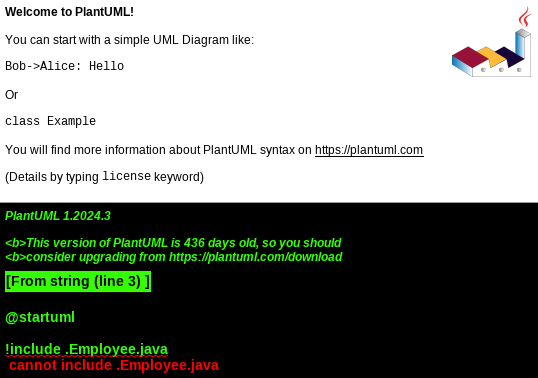 Welcome to PlantUML!
You can start with a simple UML Diagram like:
Bob->Alice: Hello
Or
class Example
You will find more information about PlantUML syntax on https://plantuml.com
(Details by typing license keyword)
PlantUML 1.2024.3
<b>This version of PlantUML is 436 days old, so you should
<b>consider upgrading from https://plantuml.com/download
[From string (line 3) ]
@startuml
!include .Employee.java
cannot include .Employee.java